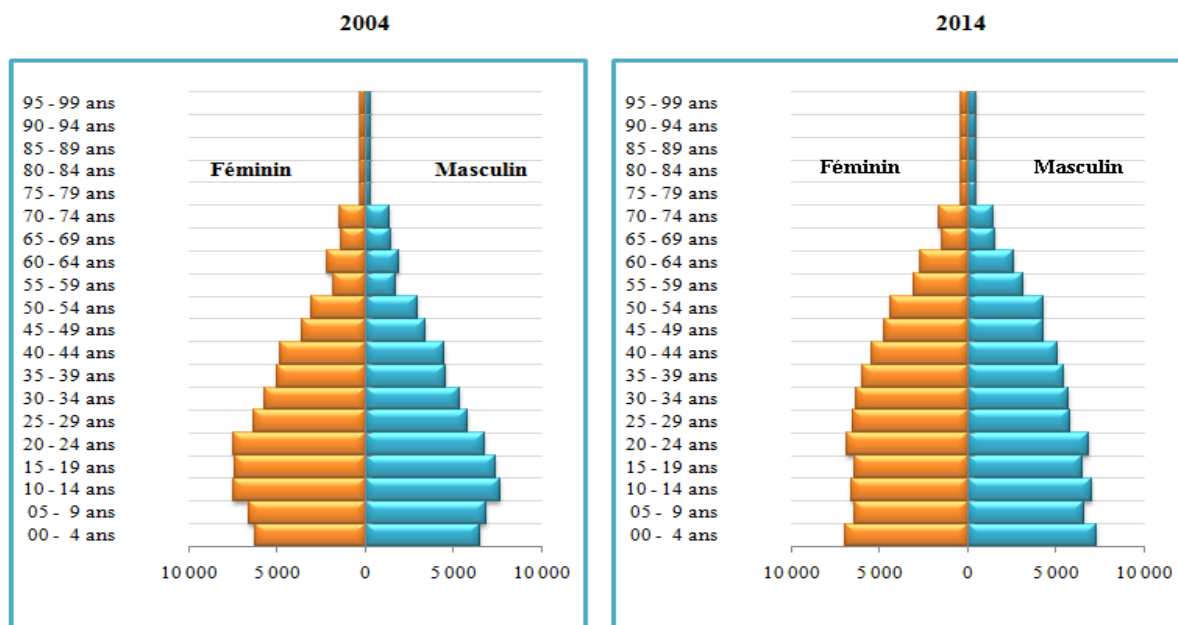 2004
95 - 99 ans
90 - 94 ans
85 - 89 ans
80 - 84 ans
75 - 79 ans
70 - 74 ans
65 - 69 ans
60 - 64 ans
55 - 59 ans
50 - 54 ans
45 - 49 ans
40 - 44 ans
35 - 39 ans
30 - 34 ans
25 - 29 ans
20 - 24 ans
15 - 19 ans
10 - 14 ans
05 - 9 ans
00 - 4 ans
Féminin
Masculin
10 000 5 000 0 5 000 10 000
2014
95 - 99 ans
90 - 94 ans
85 - 89 ans
80 - 84 ans
75 - 79 ans
70 - 74 ans
65 - 69 ans
60 - 64 ans
55 - 59 ans
50 - 54 ans
45 - 49 ans
40 - 44 ans
35 - 39 ans
30 - 34 ans
25 - 29 ans
20 - 24 ans
15 - 19 ans
10 - 14 ans
05 - 9 ans
00 - 4 ans
Féminin
Masculin
10 000 5 000 0 5 000 10 000